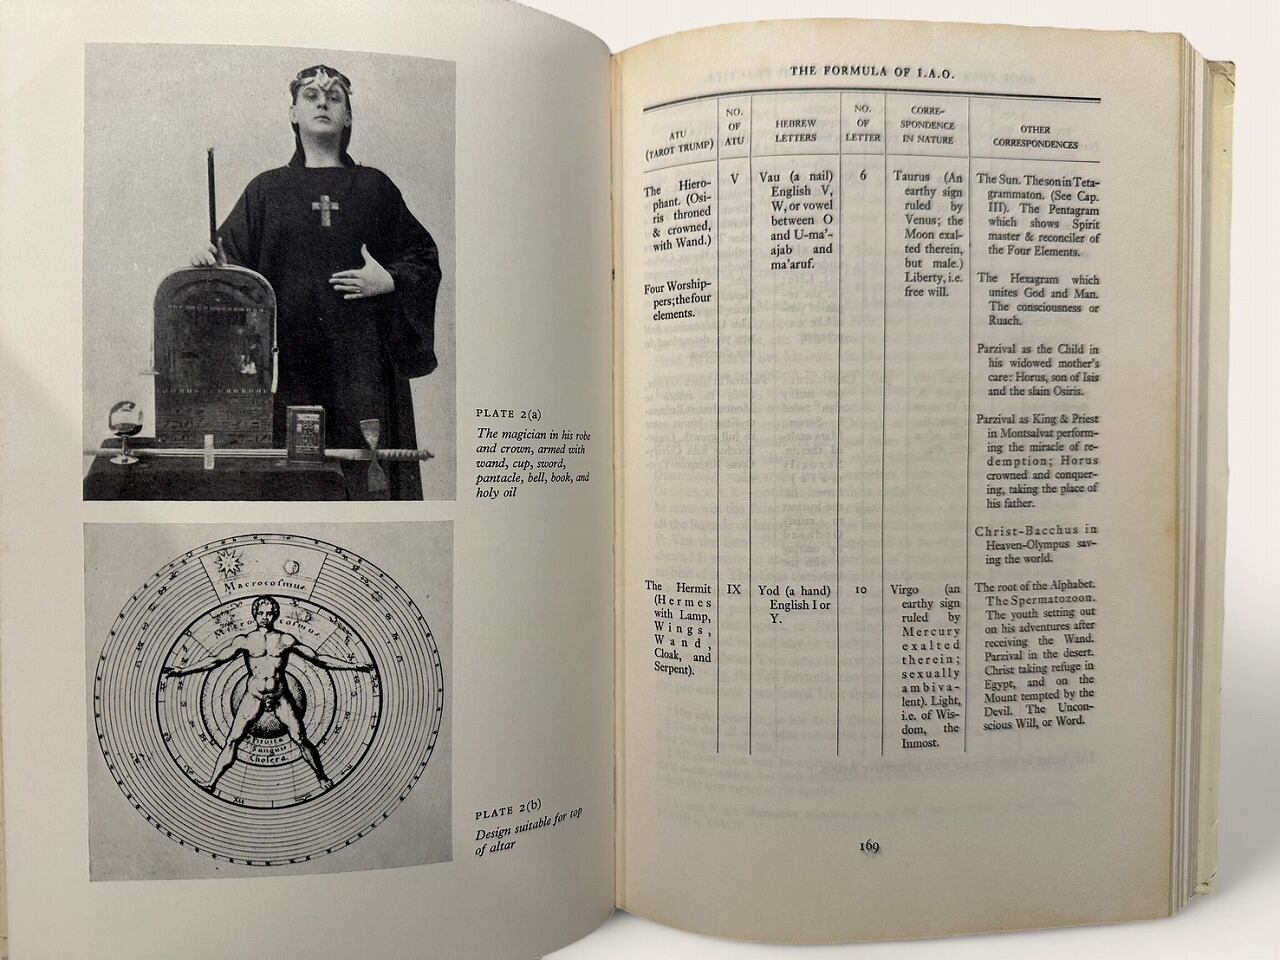 PLATE 2(a)
The magician in his robe
and crown, armed with
wand, cup, sword,
pantacle, bell, book, and
holy oil
Macrocosmus
Sanguis
Cholera.
PLATE 2(b)
Design suitable for top
of altar
THE FORMULA OF I.A.O.
ATU
(TAROT TRUMP)
NO.
OF
ATU
HEBREW
LETTERS
NO.
OF
LETTER
CORRE-
SPONDENCE
IN NATURE
OTHER
CORRESPONDENCES
The Hiero-
phant. (Osi-
ris throned
& crowned,
with Wand.)
Four Worship-
pers; the four
elements.
V
Vau (a nail)
English V,
W, or vowel
between O
and U-ma'-
ajab and
ma'aruf.
6
Taurus (An
earthy sign
ruled by
Venus; the
Moon exal-
ted therein,
but male.)
Liberty, i.e.
free will.
The Sun. The son in Teta-
grammaton. (See Cap.
III). The Pentagram
which shows Spirit
master & reconciler of
the Four Elements.
The Hexagram which
unites God and Man.
The consciousness or
Ruach.
Parzival as the Child in
his widowed mother's
care: Horus, son of Isis
and the slain Osiris.
Parzival as King & Priest
in Montsalvat perform-
ing the miracle of re-
demption; Horus
crowned and conquer-
ing, taking the place of
his father.
Christ-Bacchus in
Heaven-Olympus sav-
ing the world.
The Hermit
(Hermes
with Lamp,
Wings,
Wand,
Cloak, and
Serpent).
IX
Yod (a hand)
English I or
Y.
10
Virgo (an
earthy sign
ruled by
Mercury
exalted
therein;
sexually
ambiva-
lent). Light,
i.e. of Wis-
dom, the
Inmost.
The root of the Alphabet.
The Spermatozoon.
The youth setting out
on his adventures after
receiving the Wand.
Parzival in the desert.
Christ taking refuge in
Egypt, and on the
Mount tempted by the
Devil. The Uncon-
scious Will, or Word.
169